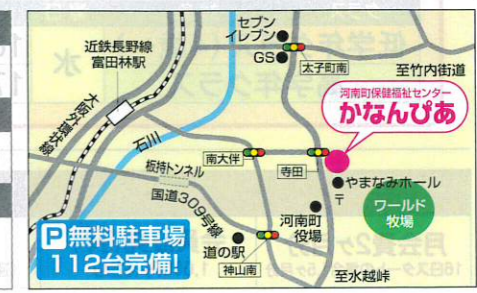 セブン
イレブン
GS
太子町南
至竹内街道
近鉄長野線
富田林駅
大阪外環状線
石川
河南町保健福祉センター
かなんぴあ
南大伴
寺田
板持トンネル
国道309号線
やまなみホール
〒
ワールド
牧場
河南町
役場
道の駅
神山南
至水越峠
P無料駐車場
112台完備!
水